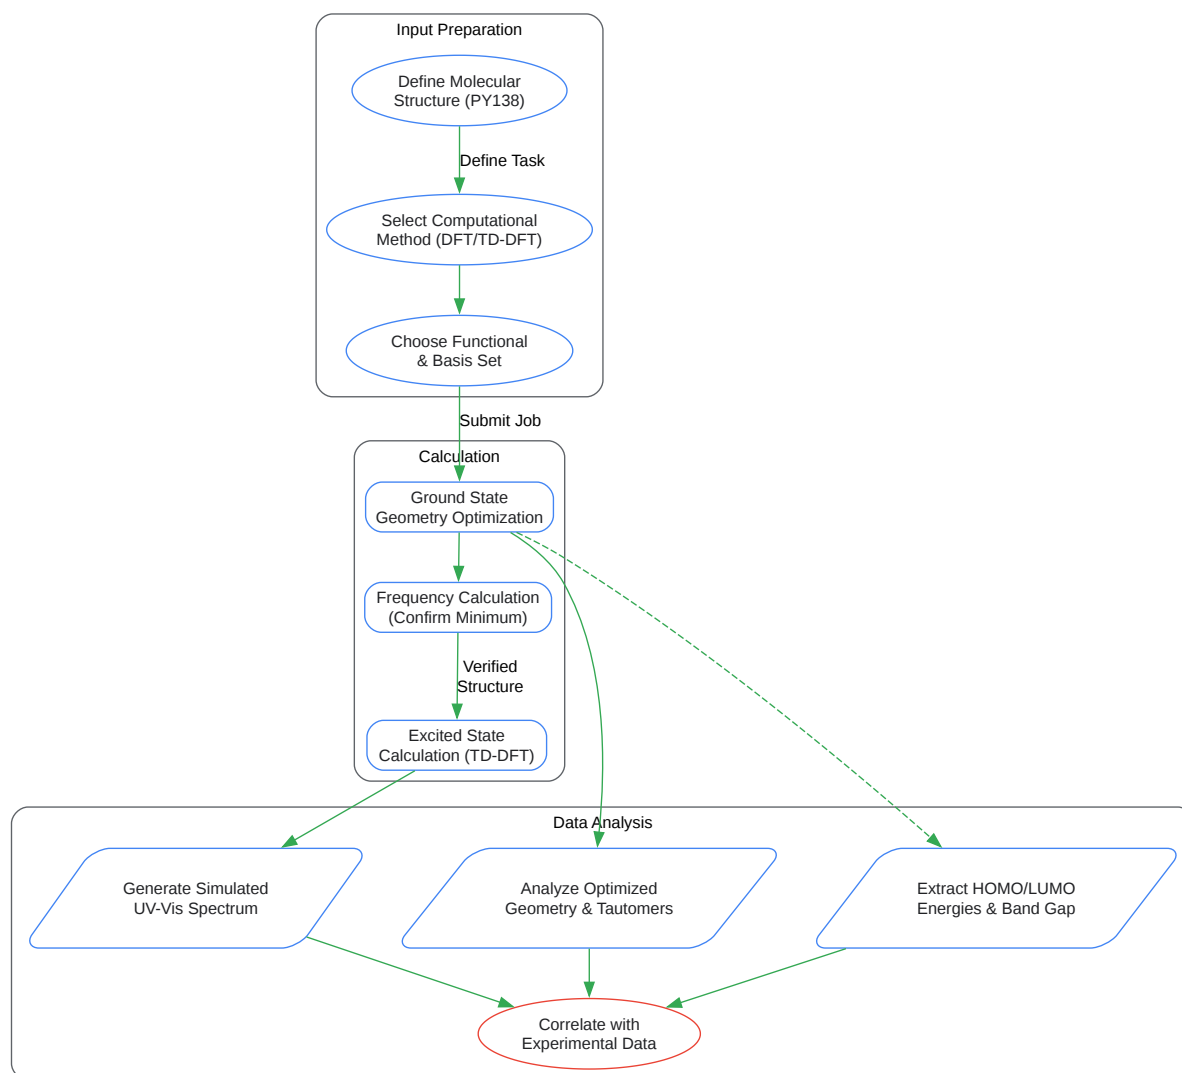 Input Preparation
Define Molecular
Structure (PY138)
Define Task
Select Computational
Method (DFT/TD-DFT)
Choose Functional
& Basis Set
Submit Job
Calculation
Ground State
Geometry Optimization
Frequency Calculation
(Confirm Minimum)
Verified
Structure
Excited State
Calculation (TD-DFT)
Data Analysis
Generate Simulated
UV-Vis Spectrum
Analyze Optimized
Geometry & Tautomers
Extract HOMO/LUMO
Energies & Band Gap
Correlate with
Experimental Data